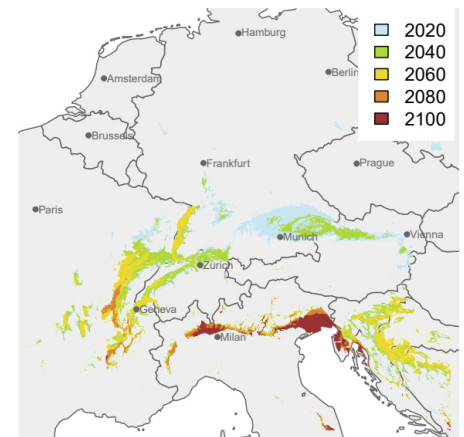 Hamburg
2020
2040
2060
2080
2100
Berlin
Amsterdam
Brussels
Frankfurt
Prague
Paris
Munich
Vienna
Zurich
Geneva
Milan